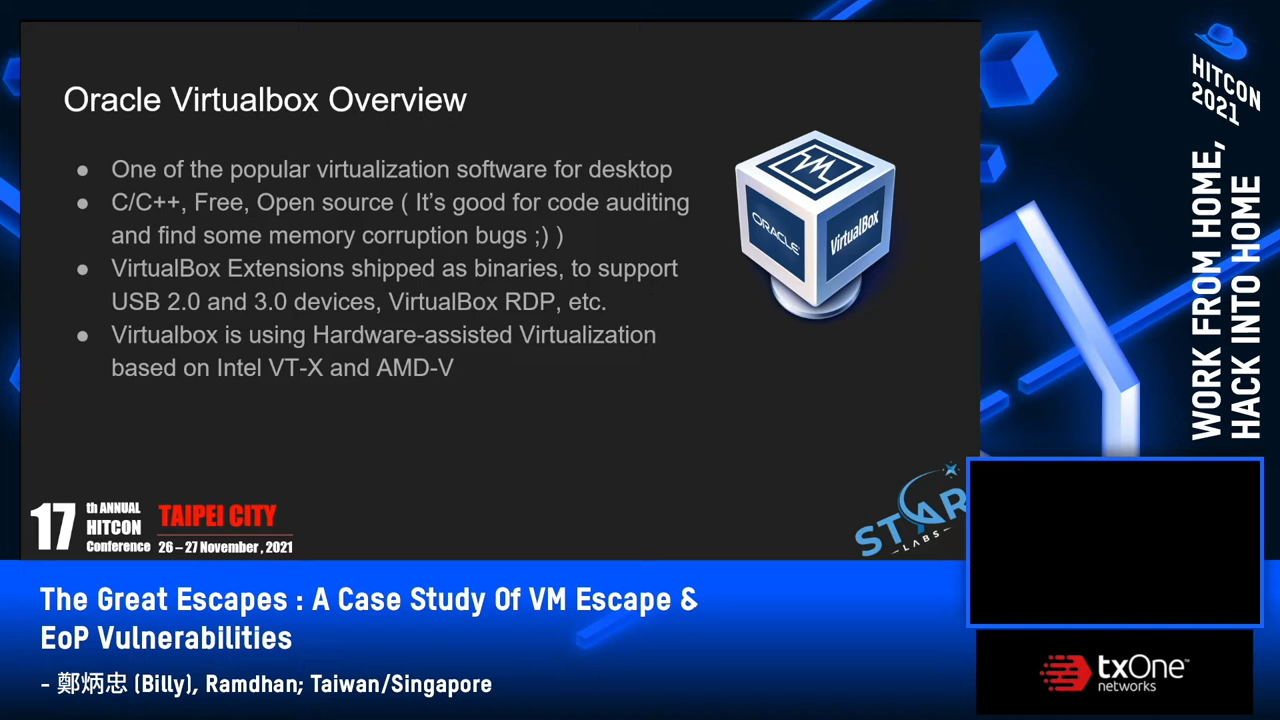 Oracle Virtualbox Overview
● One of the popular virtualization software for desktop
● C/C++, Free, Open source ( It's good for code auditing
and find some memory corruption bugs ;) )
● VirtualBox Extensions shipped as binaries, to support
USB 2.0 and 3.0 devices, VirtualBox RDP, etc.
● Virtualbox is using Hardware-assisted Virtualization
based on Intel VT-X and AMD-V
ORACLE
VirtualBox
17
th ANNUAL
HITCON
Conference
TAIPEI CITY
26 – 27 November , 2021
STAR
LABS
HITCON
2021
WORK FROM HOME,
HACK INTO HOME
The Great Escapes : A Case Study Of VM Escape &
EoP Vulnerabilities
- 鄭炳忠 (Billy), Ramdhan; Taiwan/Singapore
txOne™
networks